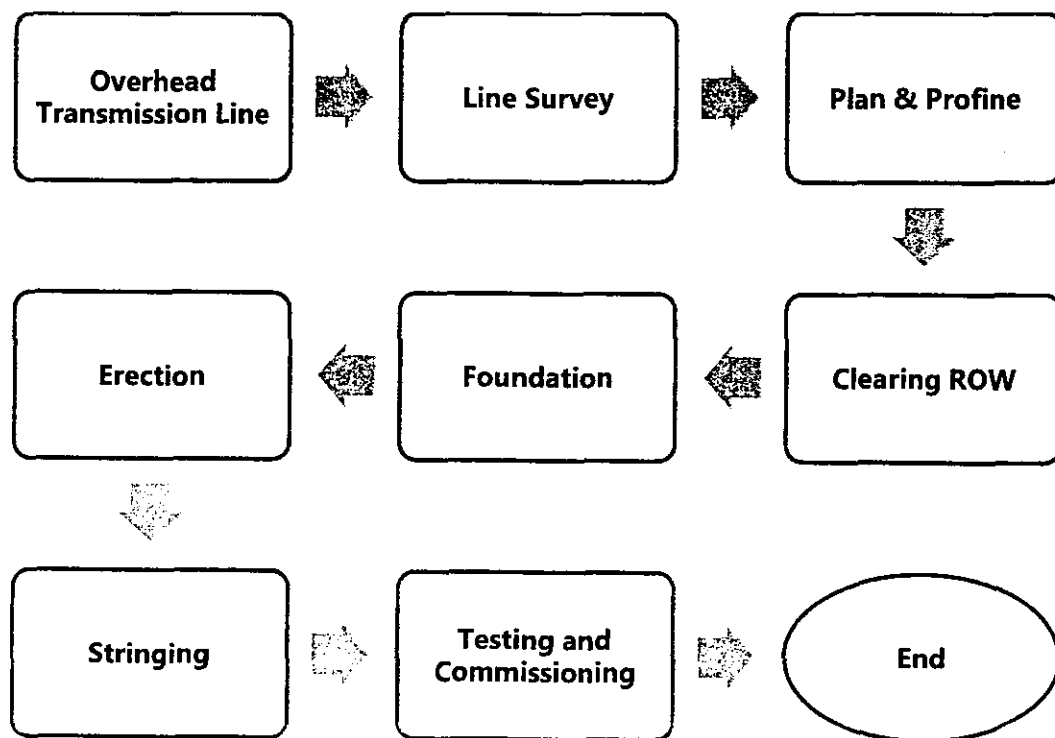 Overhead
Transmission Line
Line Survey
Plan & Profine
Clearing ROW
Foundation
Erection
Stringing
Testing and
Commissioning
End